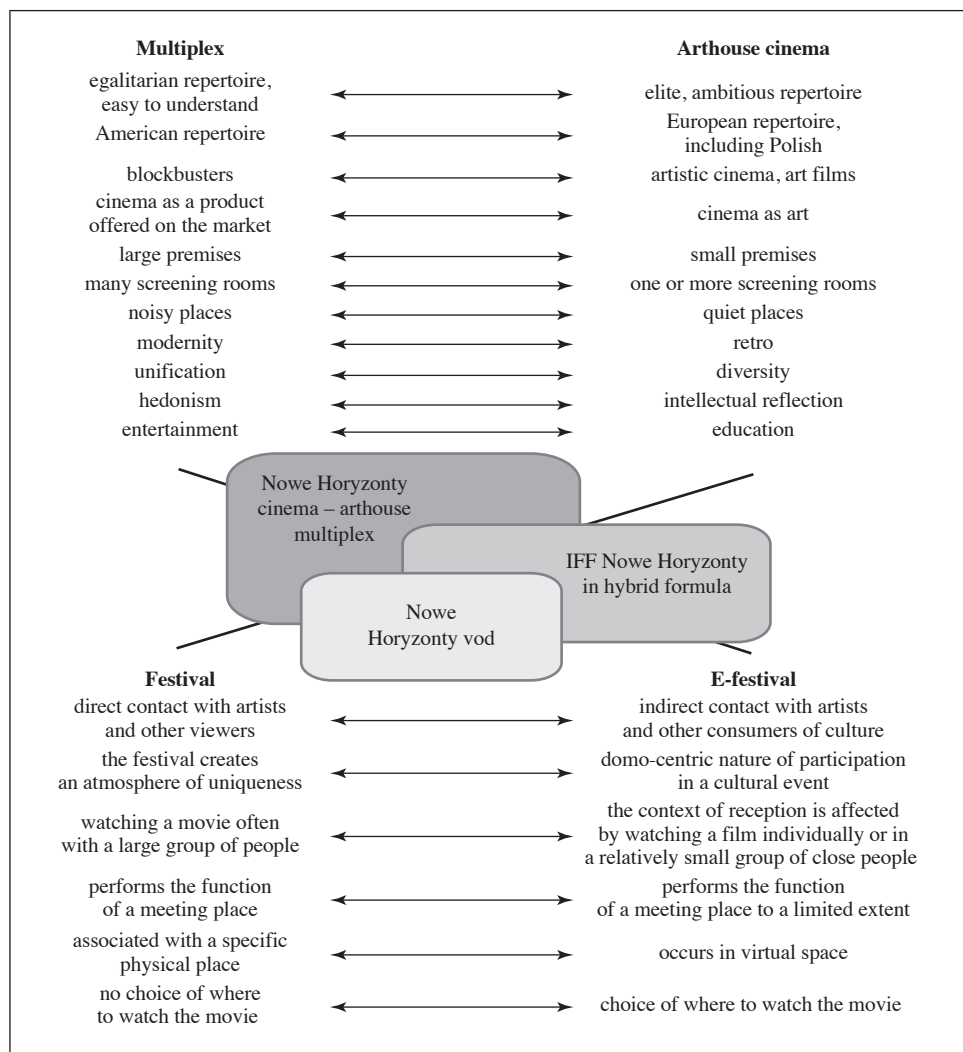 Multiplex
Arthouse cinema
egalitarian repertoire,
easy to understand
elite, ambitious repertoire
American repertoire
European repertoire,
including Polish
blockbusters
artistic cinema, art films
cinema as a product
offered on the market
cinema as art
large premises
small premises
many screening rooms
one or more screening rooms
noisy places
quiet places
modernity
retro
unification
diversity
hedonism
intellectual reflection
entertainment
education
Nowe Horyzonty
cinema – arthouse
multiplex
IFF Nowe Horyzonty
in hybrid formula
Nowe
Horyzonty vod
Festival
E-festival
direct contact with artists
and other viewers
indirect contact with artists
and other consumers of culture
the festival creates
an atmosphere of uniqueness
domo-centric nature of participation
in a cultural event
watching a movie often
with a large group of people
the context of reception is affected
by watching a film individually or in
a relatively small group of close people
performs the function
of a meeting place
performs the function
of a meeting place to a limited extent
associated with a specific
physical place
occurs in virtual space
no choice of where
to watch the movie
choice of where to watch the movie